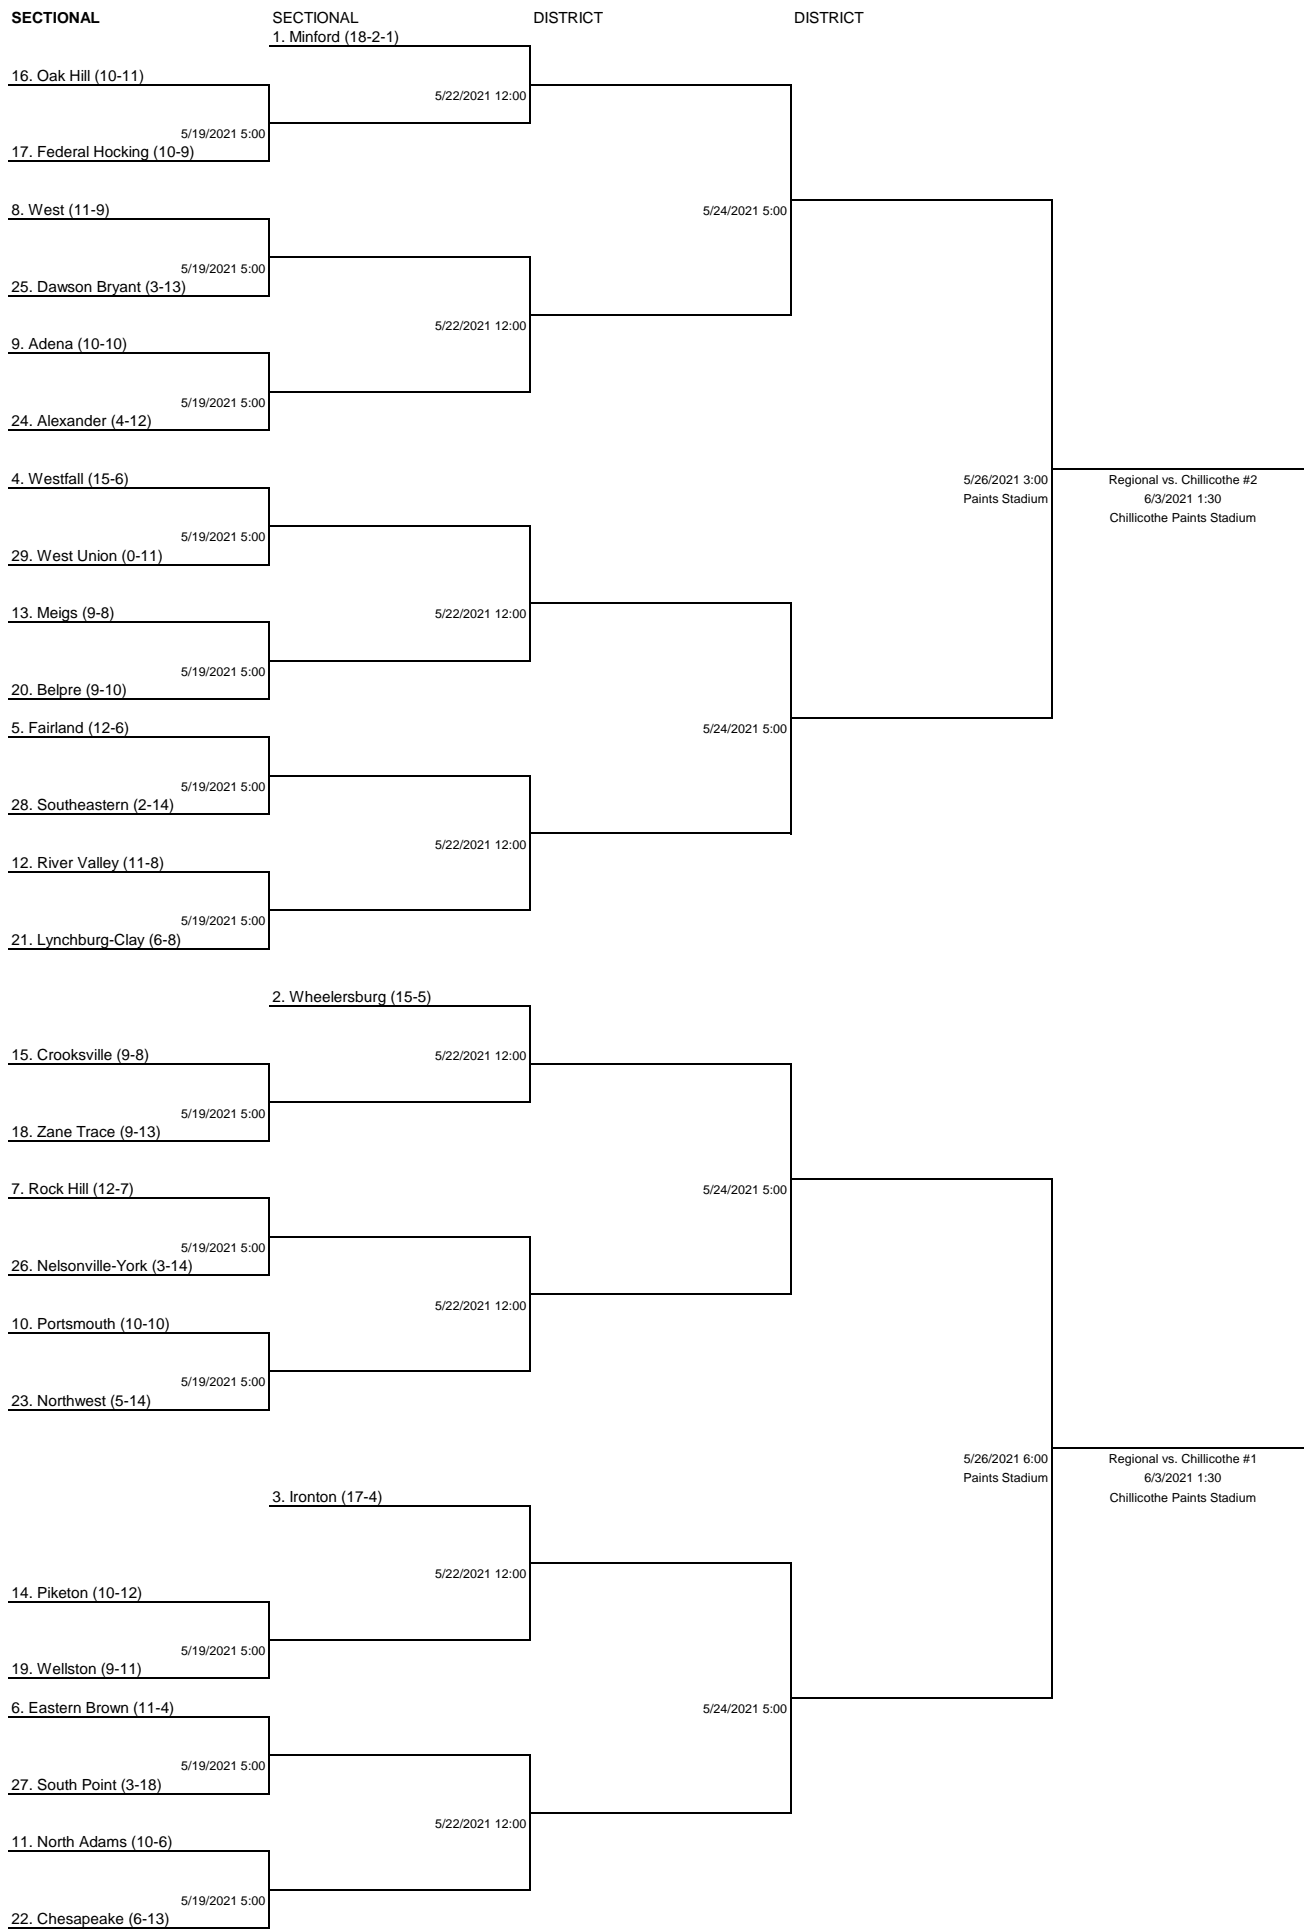 SECTIONAL
SECTIONAL
DISTRICT
DISTRICT
1. Minford (18-2-1)
16. Oak Hill (10-11)
5/22/2021 12:00
5/19/2021 5:00
17. Federal Hocking (10-9)
8. West (11-9)
5/24/2021 5:00
5/19/2021 5:00
25. Dawson Bryant (3-13)
5/22/2021 12:00
9. Adena (10-10)
5/19/2021 5:00
24. Alexander (4-12)
4. Westfall (15-6)
5/26/2021 3:00
Paints Stadium
Regional vs. Chillicothe #2
6/3/2021 1:30
Chillicothe Paints Stadium
5/19/2021 5:00
29. West Union (0-11)
13. Meigs (9-8)
5/22/2021 12:00
5/19/2021 5:00
20. Belpre (9-10)
5. Fairland (12-6)
5/24/2021 5:00
5/19/2021 5:00
28. Southeastern (2-14)
5/22/2021 12:00
12. River Valley (11-8)
5/19/2021 5:00
21. Lynchburg-Clay (6-8)
2. Wheelersburg (15-5)
15. Crooksville (9-8)
5/22/2021 12:00
5/19/2021 5:00
18. Zane Trace (9-13)
7. Rock Hill (12-7)
5/24/2021 5:00
5/19/2021 5:00
26. Nelsonville-York (3-14)
5/22/2021 12:00
10. Portsmouth (10-10)
5/19/2021 5:00
23. Northwest (5-14)
5/26/2021 6:00
Paints Stadium
Regional vs. Chillicothe #1
6/3/2021 1:30
Chillicothe Paints Stadium
3. Ironton (17-4)
5/22/2021 12:00
14. Piketon (10-12)
5/19/2021 5:00
19. Wellston (9-11)
6. Eastern Brown (11-4)
5/24/2021 5:00
5/19/2021 5:00
27. South Point (3-18)
5/22/2021 12:00
11. North Adams (10-6)
5/19/2021 5:00
22. Chesapeake (6-13)